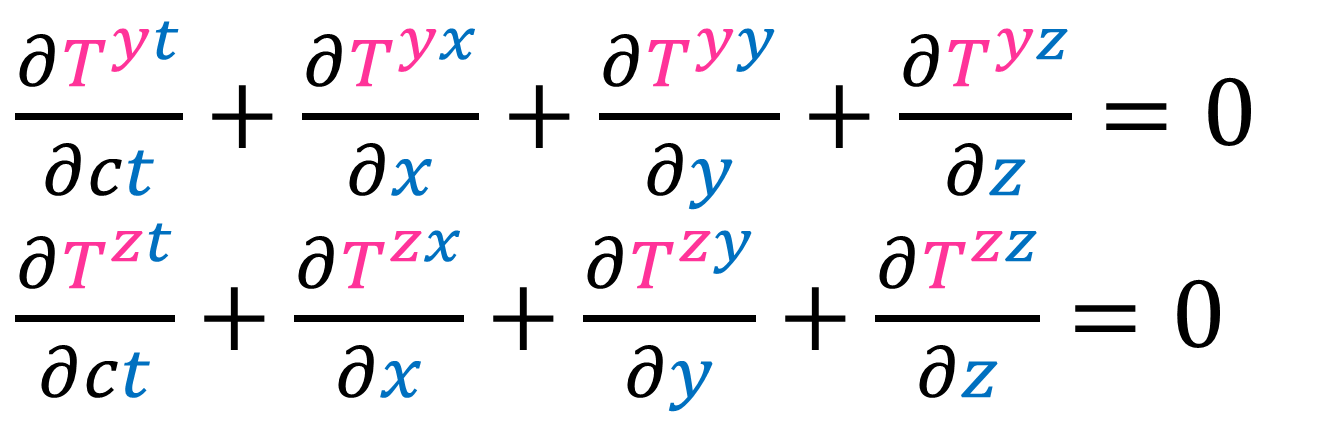 ∂T^{yt}/∂ct + ∂T^{yx}/∂x + ∂T^{yy}/∂y + ∂T^{yz}/∂z = 0
∂T^{zt}/∂ct + ∂T^{zx}/∂x + ∂T^{zy}/∂y + ∂T^{zz}/∂z = 0